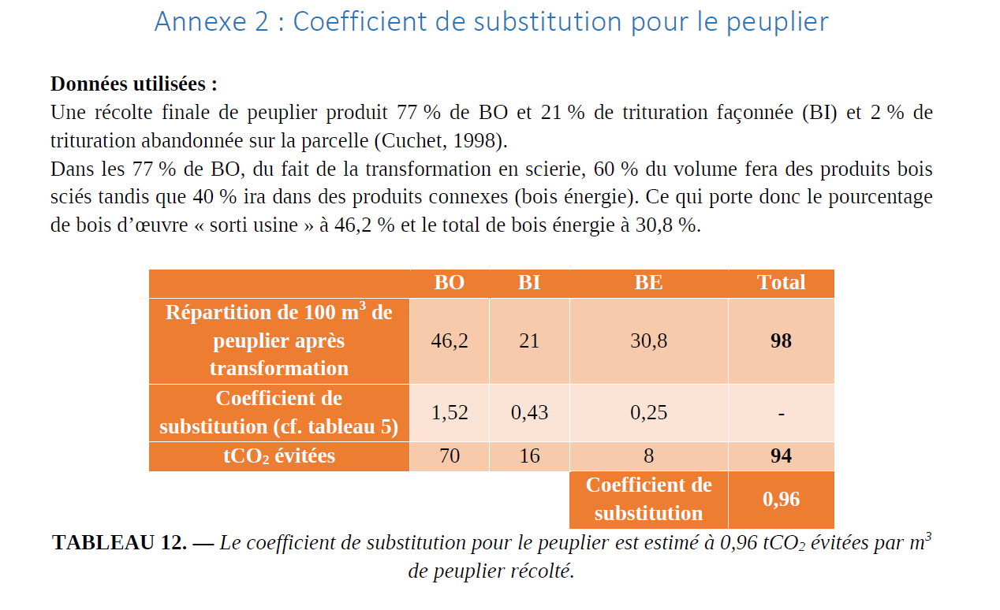 Annexe 2 : Coefficient de substitution pour le peuplier
Données utilisées :
Une récolte finale de peuplier produit 77 % de BO et 21 % de trituration façonnée (BI) et 2 % de
trituration abandonnée sur la parcelle (Cuchet, 1998).
Dans les 77 % de BO, du fait de la transformation en scierie, 60 % du volume fera des produits bois
sciés tandis que 40 % ira dans des produits connexes (bois énergie). Ce qui porte donc le pourcentage
de bois d’œuvre « sorti usine » à 46,2 % et le total de bois énergie à 30,8 %.
BO BI BE Total
Répartition de 100 m³ de
peuplier après
transformation
46,2 21 30,8 98
Coefficient de
substitution (cf. tableau 5)
1,52 0,43 0,25 -
tCO₂ évitées 70 16 8 94
Coefficient de
substitution
0,96
TABLEAU 12. — Le coefficient de substitution pour le peuplier est estimé à 0,96 tCO₂ évitées par m³
de peuplier récolté.